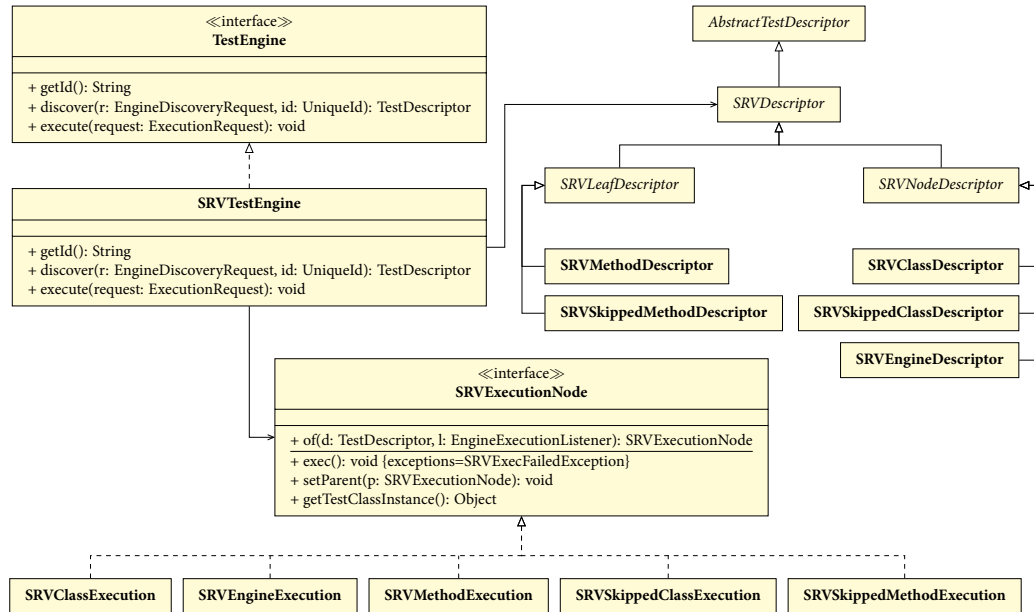 ≪interface≫
TestEngine
+ getId(): String
+ discover(r: EngineDiscoveryRequest, id: UniqueId): TestDescriptor
+ execute(request: ExecutionRequest): void
AbstractTestDescriptor
SRVDescriptor
SRVLeafDescriptor
SRVNodeDescriptor
SRVTestEngine
+ getId(): String
+ discover(r: EngineDiscoveryRequest, id: UniqueId): TestDescriptor
+ execute(request: ExecutionRequest): void
SRVMethodDescriptor
SRVClassDescriptor
SRVSkippedMethodDescriptor
SRVSkippedClassDescriptor
SRVEngineDescriptor
≪interface≫
SRVExecutionNode
+ of(d: TestDescriptor, l: EngineExecutionListener): SRVExecutionNode
+ exec(): void {exceptions=SRVExecFailedException}
+ setParent(p: SRVExecutionNode): void
+ getTestClassInstance(): Object
SRVClassExecution
SRVEngineExecution
SRVMethodExecution
SRVSkippedClassExecution
SRVSkippedMethodExecution